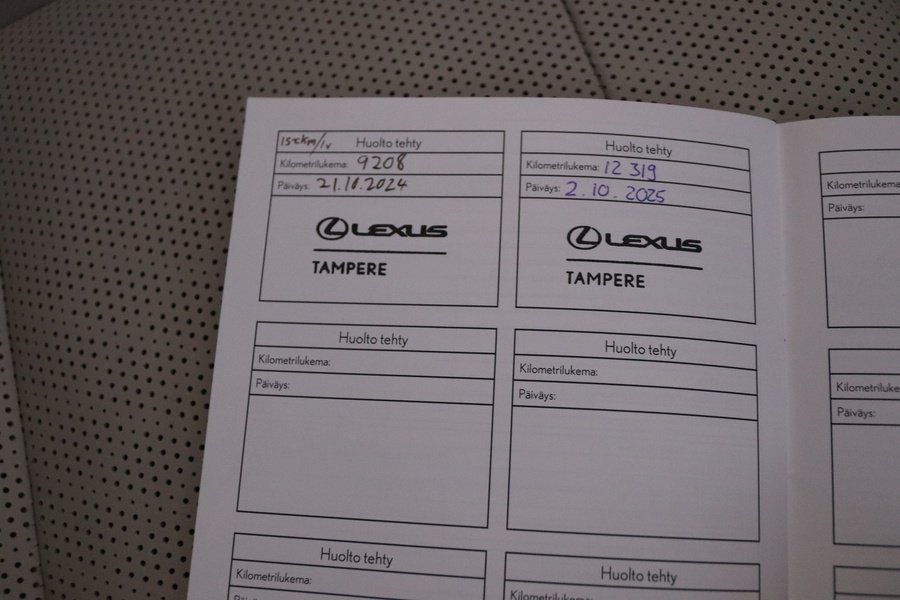 15tkm/1v Huolto tehty
Kilometrilukema: 9208
Päiväys: 21.10.2024
LEXUS
TAMPERE
Huolto tehty
Kilometrilukema: 12 319
Päiväys: 2.10.2025
LEXUS
TAMPERE
Kilometrilukema
Päiväys:
Huolto tehty
Kilometrilukema:
Päiväys:
Huolto tehty
Kilometrilukema:
Päiväys:
Kilometriluke
Päiväys:
Huolto tehty
Kilometrilukema:
Huolto tehty
Kilometrilukema: